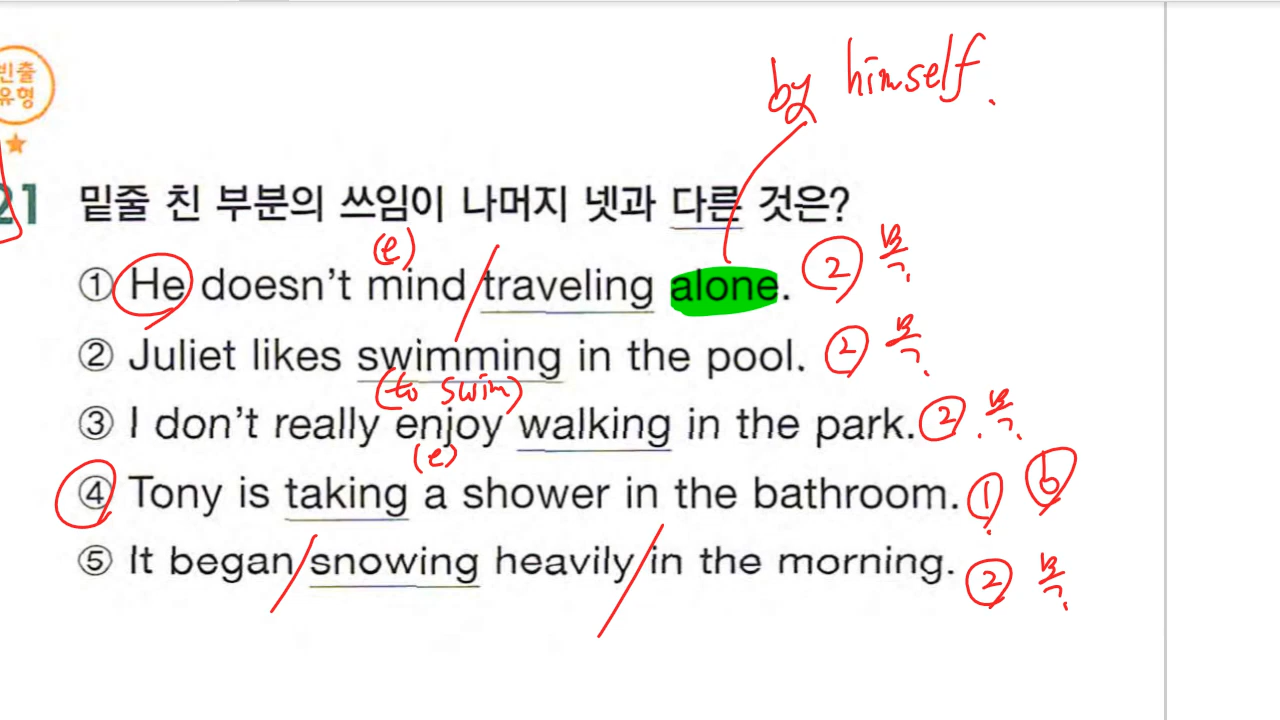 by himself.
빈출
유형
21 밑줄 친 부분의 쓰임이 나머지 넷과 다른 것은?
(e)
① He doesn't mind / traveling alone. ② 목
② Juliet likes swimming in the pool. ② 목.
(to swim)
③ I don't really enjoy walking in the park. ②. 목.
(e)
④ Tony is taking a shower in the bathroom. ①. ⑥
⑤ It began / snowing heavily / in the morning. ② 목.